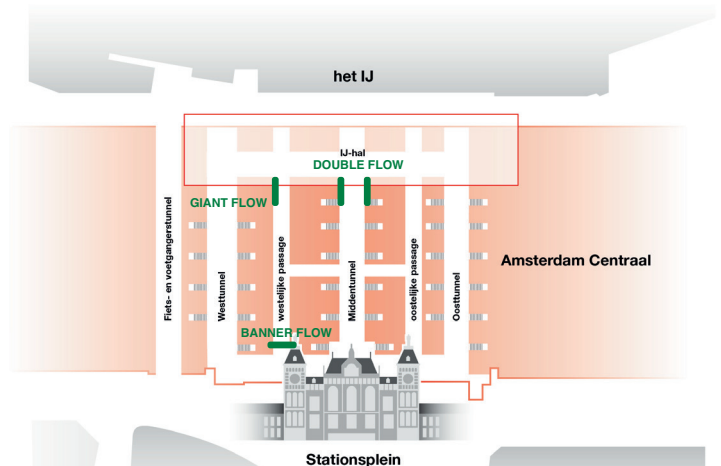 het IJ
IJ-hal
DOUBLE FLOW
GIANT FLOW
Fiets- en voetgangerstunnel
Westtunnel
westelijke passage
Middentunnel
oostelijke passage
Oosttunnel
Amsterdam Centraal
BANNER FLOW
Stationsplein